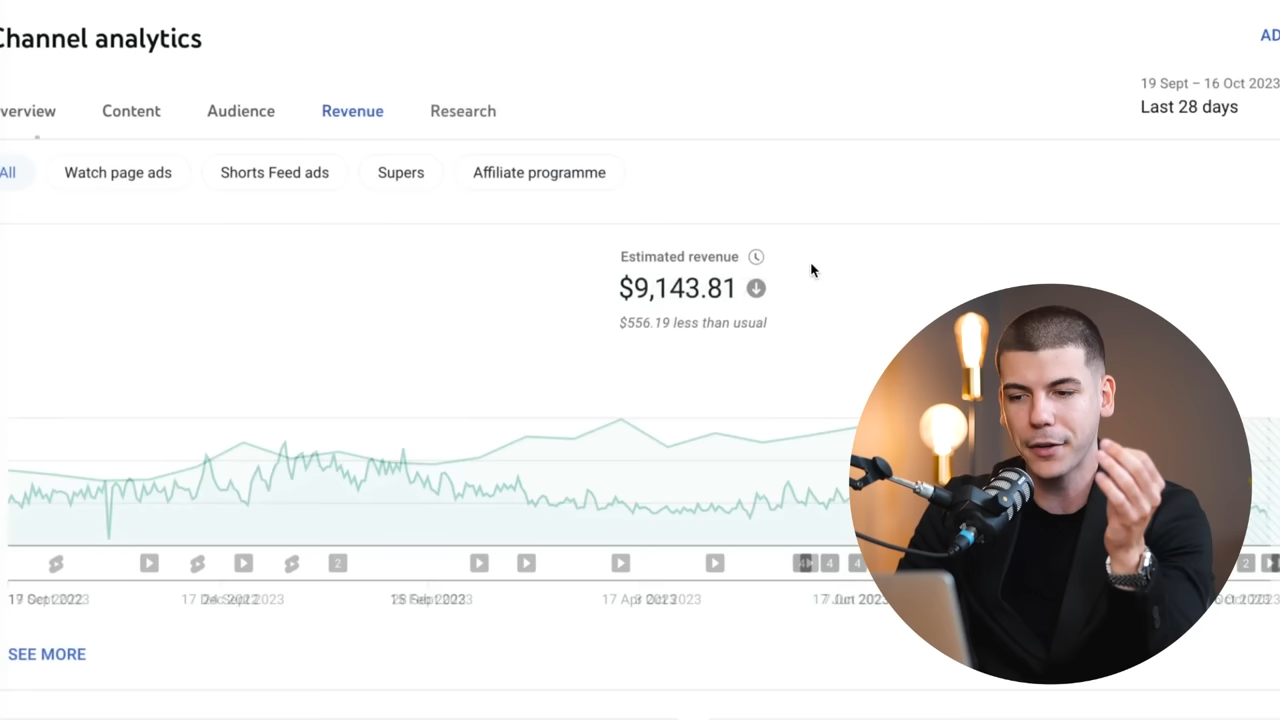 Channel analytics
AD
19 Sept – 16 Oct 2023
Last 28 days
verview
Content
Audience
Revenue
Research
All
Watch page ads
Shorts Feed ads
Supers
Affiliate programme
Estimated revenue
$9,143.81
$556.19 less than usual
2
4
4
2
SEE MORE